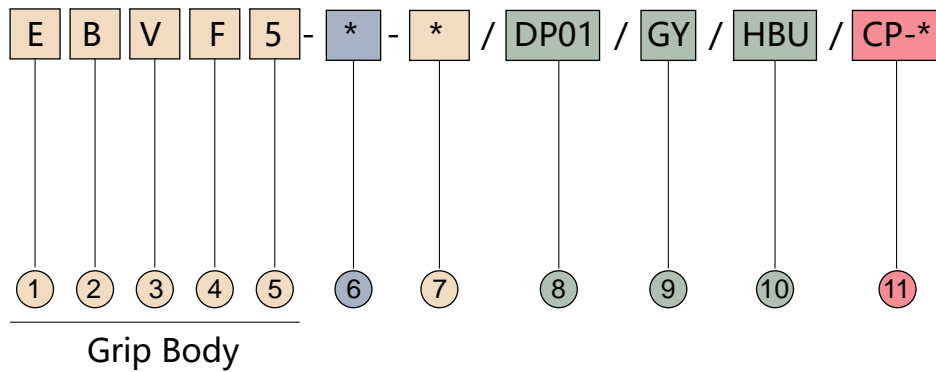 E B V F 5 - * - * / DP01 / GY / HBU / CP-*
1 2 3 4 5 6 7 8 9 10 11
Grip Body